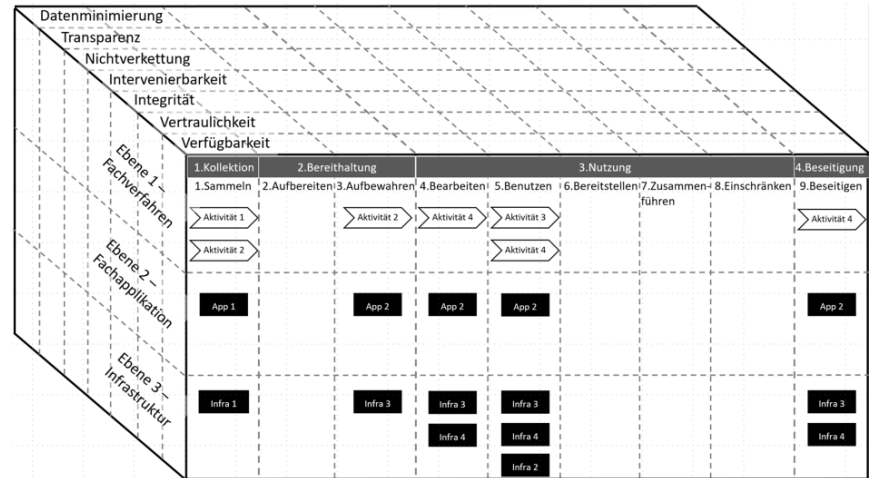 Datenminimierung
Transparenz
Nichtverkettung
Intervenierbarkeit
Integrität
Vertraulichkeit
Verfügbarkeit
Ebene 1 –
Fachverfahren
Ebene 2 –
Fachapplikation
Ebene 3 –
Infrastruktur
1.Kollektion 2.Bereithaltung 3.Nutzung 4.Beseitigung
1.Sammeln 2.Aufbereiten 3.Aufbewahren 4.Bearbeiten 5.Benutzen 6.Bereitstellen 7.Zusammen- 8.Einschränken 9.Beseitigen
führen
Aktivität 1 Aktivität 2 Aktivität 4 Aktivität 3 Aktivität 4
Aktivität 2 Aktivität 4
App 1 App 2 App 2 App 2 App 2
Infra 1 Infra 3 Infra 3 Infra 3 Infra 3
Infra 4 Infra 4 Infra 4
Infra 2